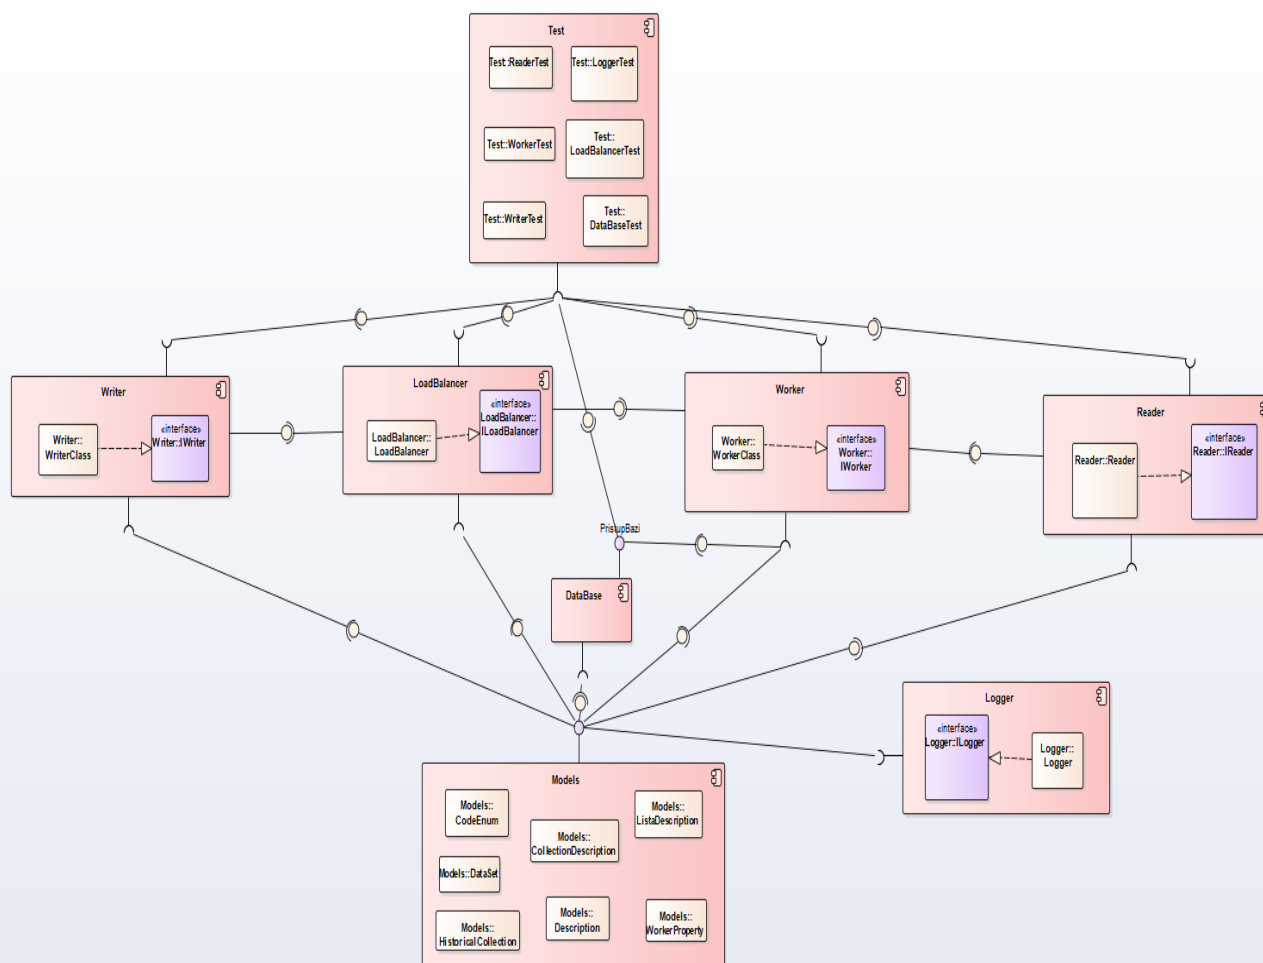 Test
Test::ReaderTest
Test::LoggerTest
Test::WorkerTest
Test::
LoadBalancerTest
Test::WriterTest
Test::
DataBaseTest
Writer
Writer::
WriterClass
«interface»
Writer::IWriter
LoadBalancer
LoadBalancer::
LoadBalancer
«interface»
LoadBalancer::
ILoadBalancer
Worker
Worker::
WorkerClass
«interface»
Worker::
IWorker
Reader
Reader::Reader
«interface»
Reader::IReader
PristupBazi
DataBase
Logger
«interface»
Logger::ILogger
Logger::
Logger
Models
Models::
CodeEnum
Models::
CollectionDescription
Models::
ListaDescription
Models::DataSet
Models::
HistoricalCollection
Models::
Description
Models::
WorkerProperty